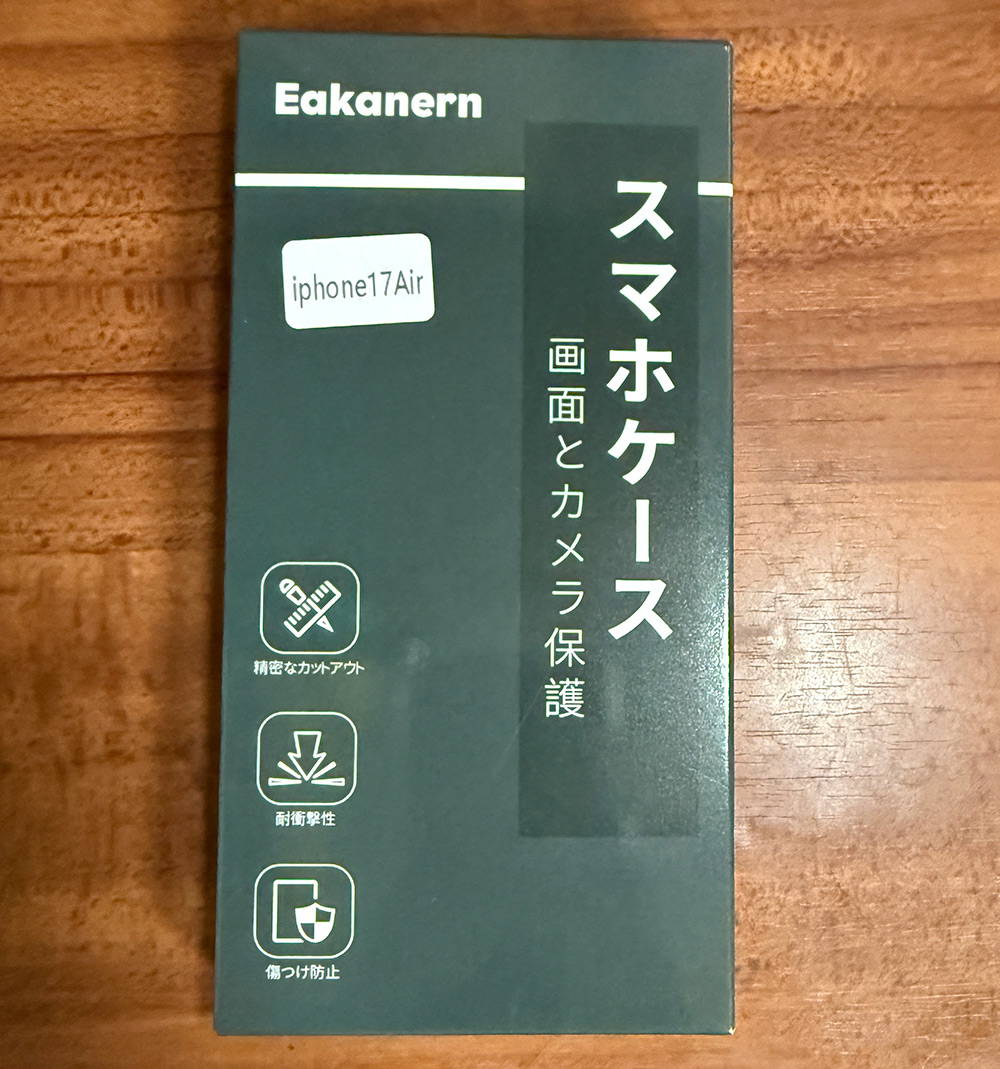 Eakanern
iphone17Air
スマホケース
画面とカメラ保護
精密なカットアウト
耐衝撃性
傷つけ防止